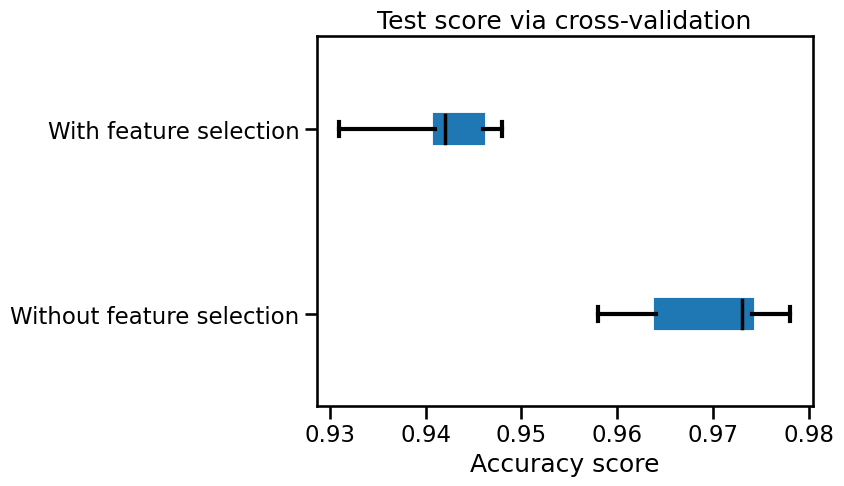 Test score via cross-validation
With feature selection
Without feature selection
0.93 0.94 0.95 0.96 0.97 0.98
Accuracy score